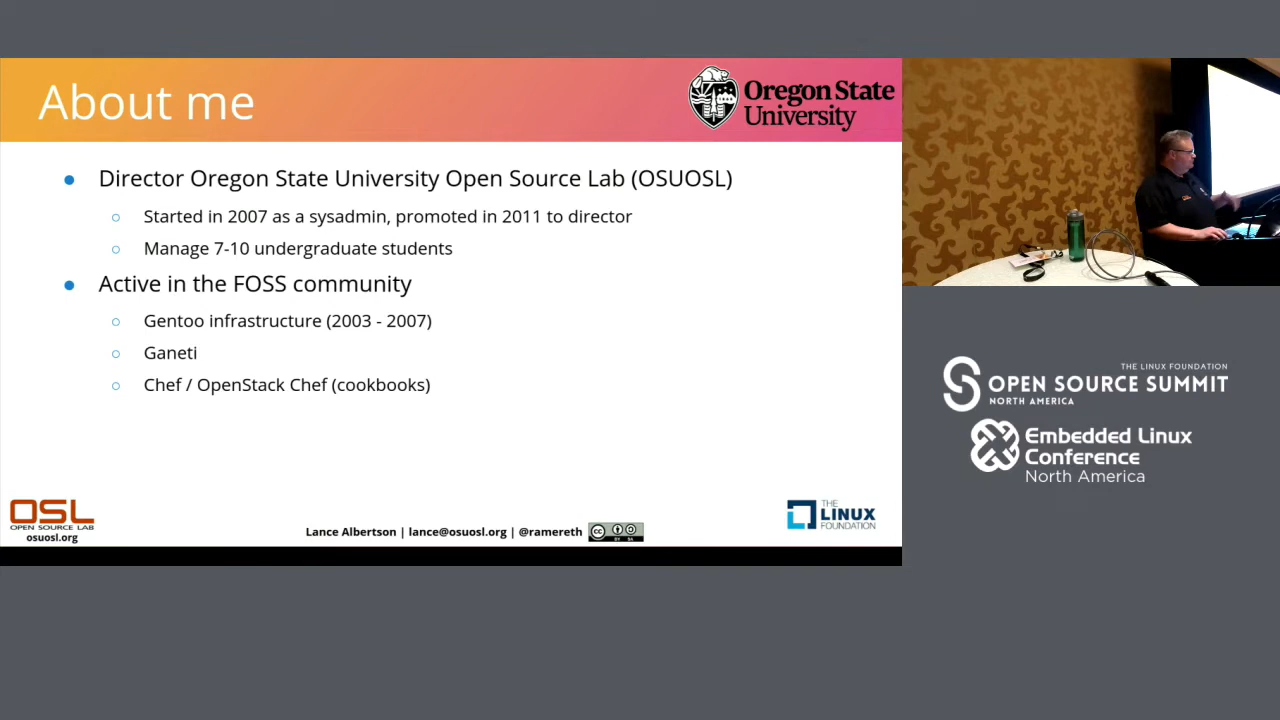 About me
Oregon State
University
Director Oregon State University Open Source Lab (OSUOSL)
Started in 2007 as a sysadmin, promoted in 2011 to director
Manage 7-10 undergraduate students
Active in the FOSS community
Gentoo infrastructure (2003 - 2007)
Ganeti
Chef / OpenStack Chef (cookbooks)
OSL
OPEN SOURCE LAB
osuosl.org
Lance Albertson | lance@osuosl.org | @ramereth
CC BY SA
THE
LINUX
FOUNDATION
THE LINUX FOUNDATION
OPEN SOURCE SUMMIT
NORTH AMERICA
Embedded Linux
Conference
North America